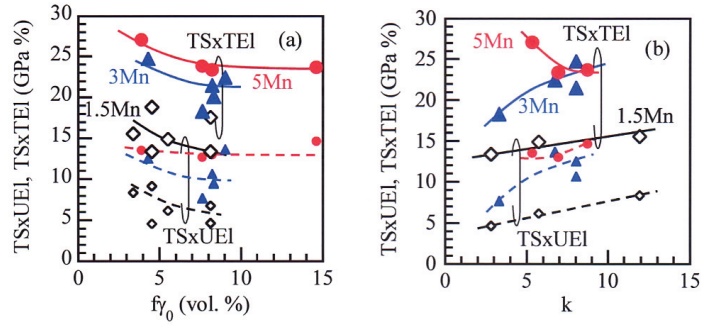 TSxUEl, TSxTEl (GPa %)
30
25
20
15
10
5
0
0
5
10
15
fγ₀ (vol. %)
(a)
TSxTEl
3Mn
5Mn
1.5Mn
TSxUEl
TSxUEl, TSxTEl (GPa %)
30
25
20
15
10
5
0
0
5
10
15
k
(b)
5Mn
TSxTEl
3Mn
1.5Mn
TSxUEl